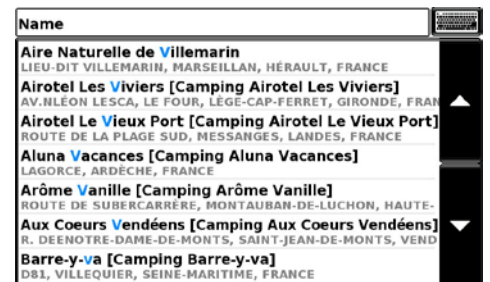 Name
Aire Naturelle de Villemarin
LIEU-DIT VILLEMARIN, MARSEILLAN, HÉRAULT, FRANCE
Airotel Les Viviers [Camping Airotel Les Viviers]
AV.NLÉON LESCA, LE FOUR, LÈGE-CAP-FERRET, GIRONDE, FRAN
Airotel Le Vieux Port [Camping Airotel Le Vieux Port]
ROUTE DE LA PLAGE SUD, MESSANGES, LANDES, FRANCE
Aluna Vacances [Camping Aluna Vacances]
LAGORCE, ARDÈCHE, FRANCE
Arôme Vanille [Camping Arôme Vanille]
ROUTE DE SUBERCARRÈRE, MONTAUBAN-DE-LUCHON, HAUTE-
Aux Coeurs Vendéens [Camping Aux Coeurs Vendéens]
R. DEENOTRE-DAME-DE-MONTS, SAINT-JEAN-DE-MONTS, VEND
Barre-y-va [Camping Barre-y-va]
D81, VILLEQUIER, SEINE-MARITIME, FRANCE